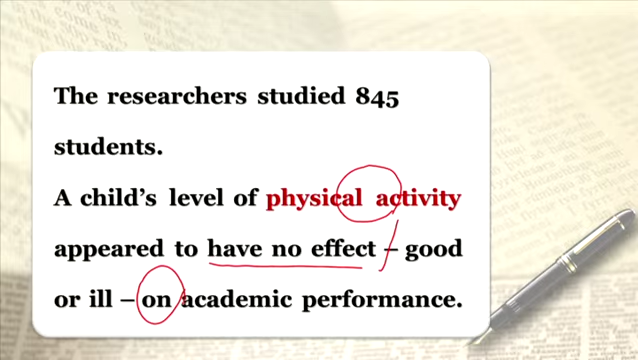 The researchers studied 845
students.
A child’s level of physical activity
appeared to have no effect – good
or ill – on academic performance.